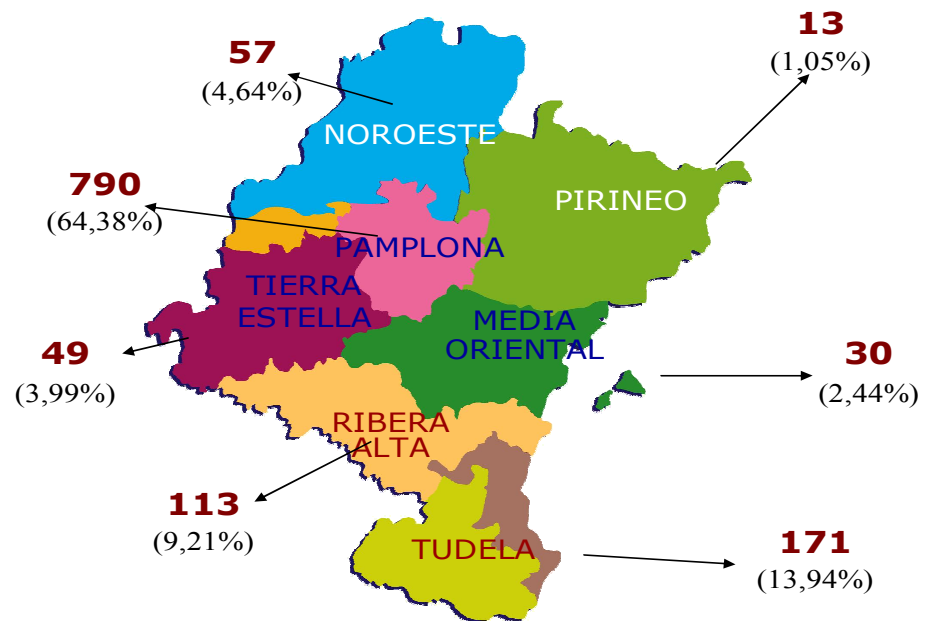 13
(1,05%)
57
(4,64%)
NOROESTE
790
(64,38%)
PIRINEO
PAMPLONA
TIERRA
ESTELLA
MEDIA
ORIENTAL
49
(3,99%)
30
(2,44%)
RIBERA
ALTA
113
(9,21%)
TUDELA
171
(13,94%)